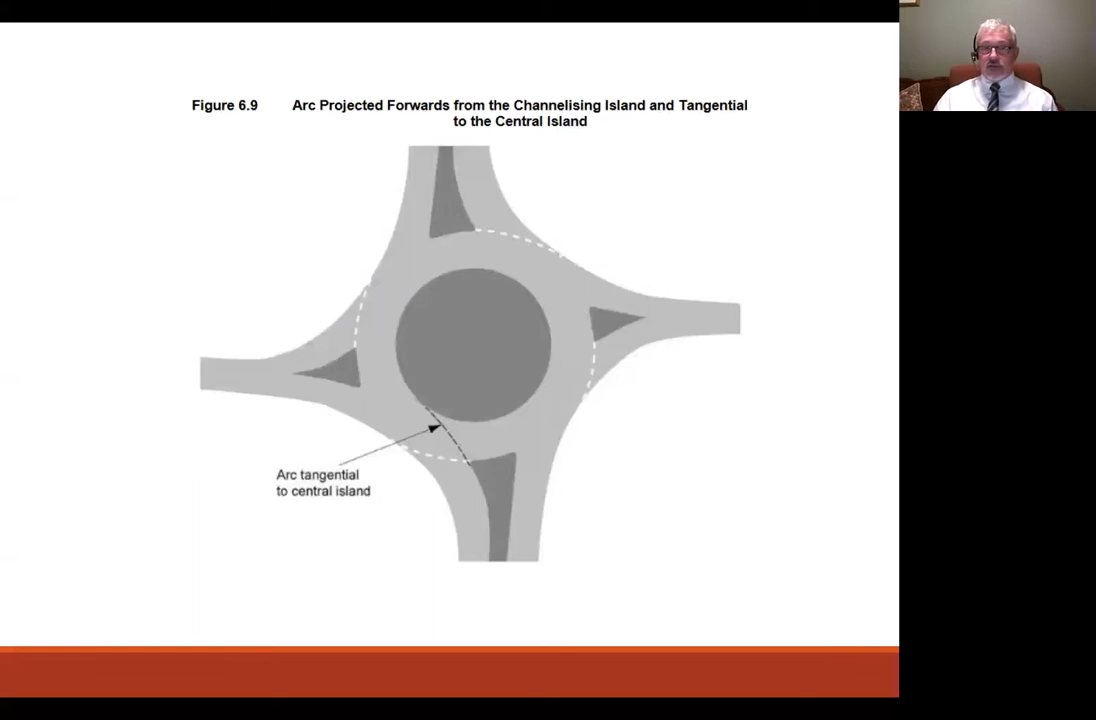 Figure 6.9 Arc Projected Forwards from the Channelising Island and Tangential
to the Central Island
Arc tangential
to central island